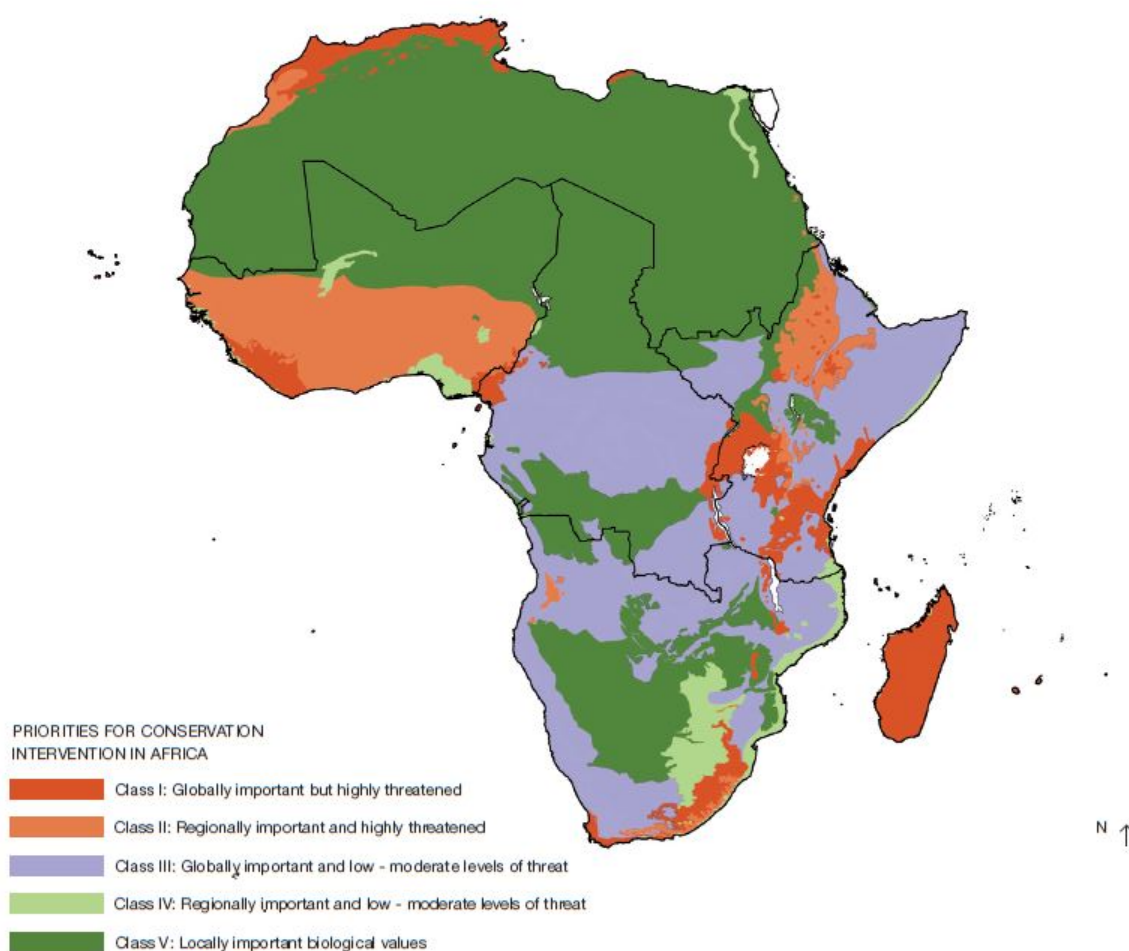 PRIORITIES FOR CONSERVATION
INTERVENTION IN AFRICA
Class I: Globally important but highly threatened
Class II: Regionally important and highly threatened
Class III: Globally important and low - moderate levels of threat
Class IV: Regionally important and low - moderate levels of threat
Class V: Locally important biological values
N